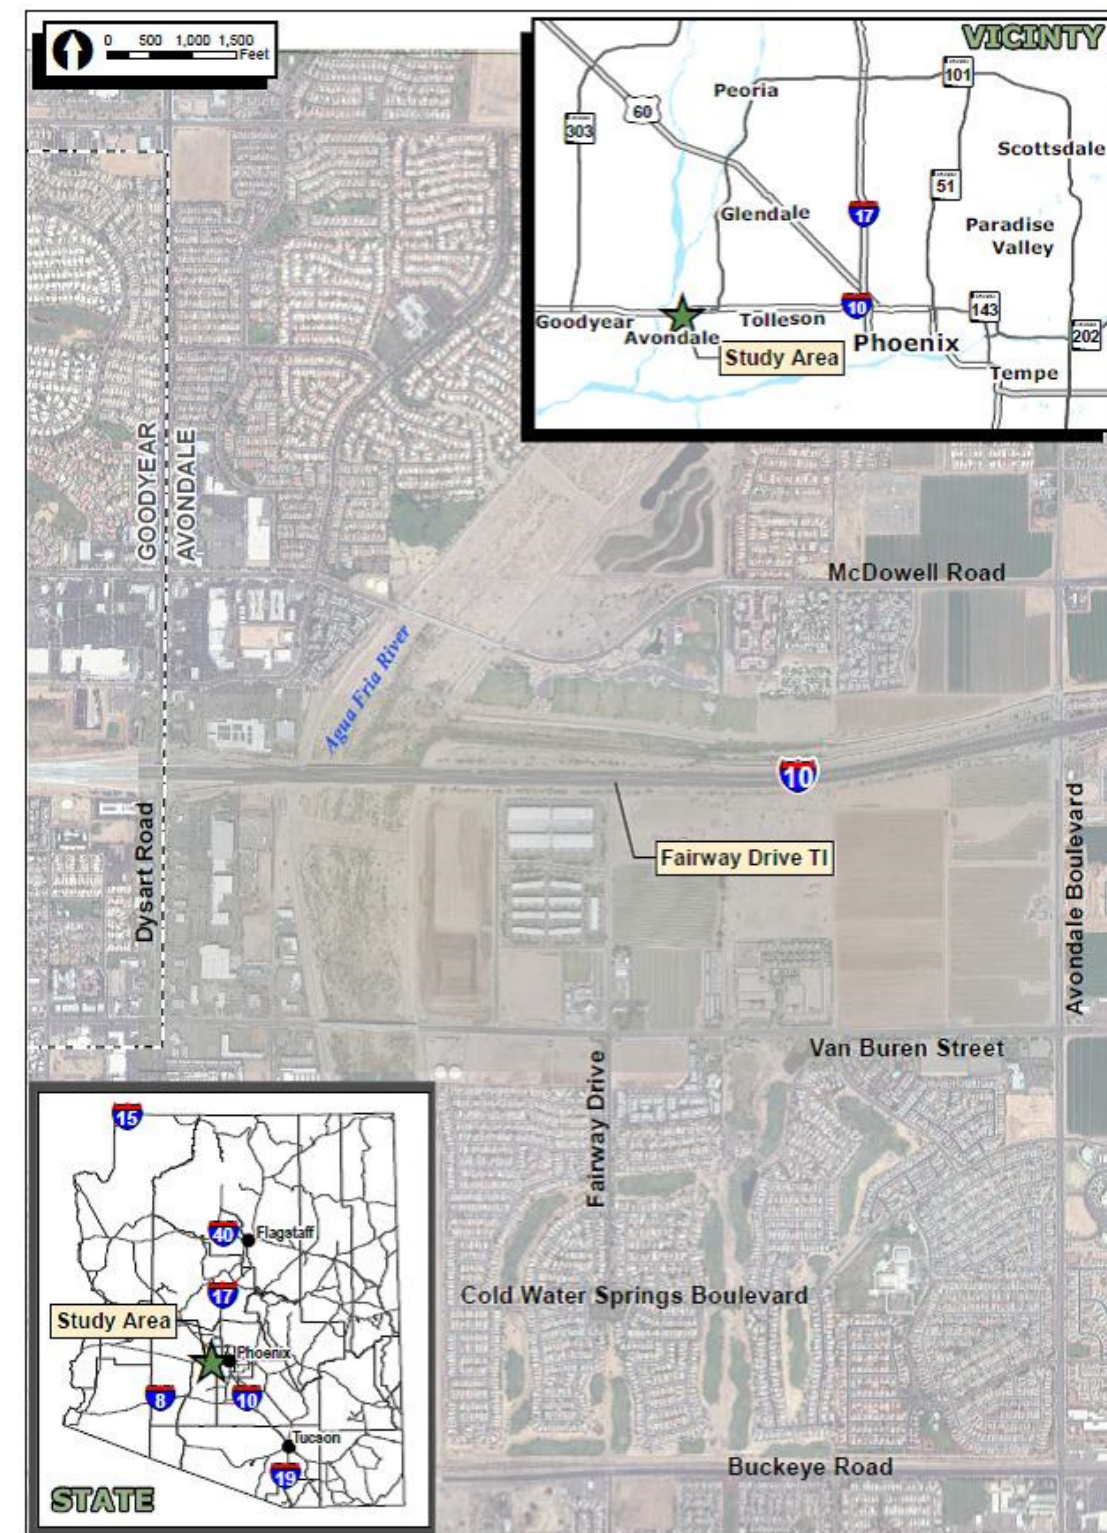 0 500 1,000 1,500
Feet
VICINTY
101
Peoria
60
303
Scottsdale
51
Glendale
17
Paradise
Valley
10
143
Goodyear
Tolleson
Avondale
Phoenix
202
Study Area
Tempe
GOODYEAR
AVONDALE
McDowell Road
Agua Fria River
10
Dysart Road
Fairway Drive TI
Avondale Boulevard
Van Buren Street
Fairway Drive
15
40
Flagstaff
17
Cold Water Springs Boulevard
Study Area
Phoenix
8
10
Tucson
19
STATE
Buckeye Road